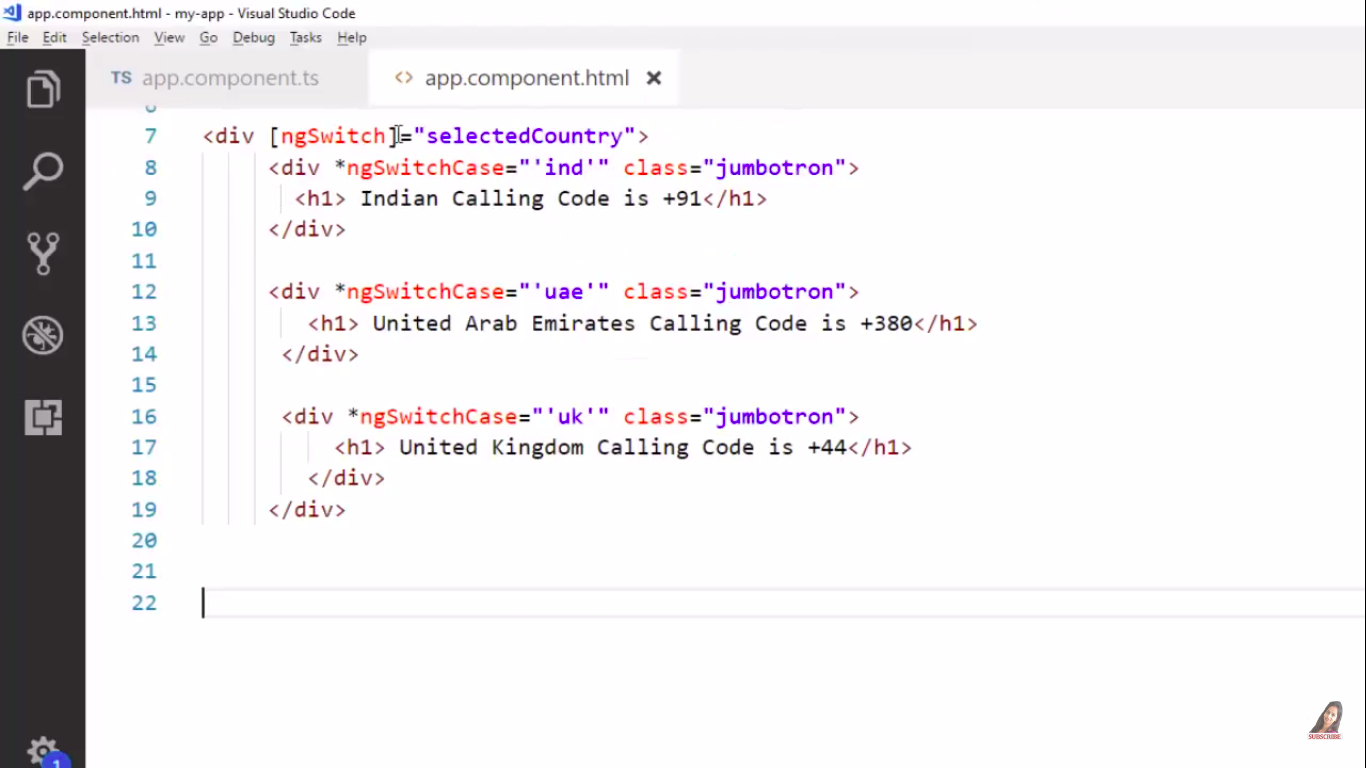 app.component.html - my-app - Visual Studio Code
File Edit Selection View Go Debug Tasks Help
TS app.component.ts <> app.component.html ×
6
7 <div [ngSwitch]="selectedCountry">
8 <div *ngSwitchCase="'ind'" class="jumbotron">
9 <h1> Indian Calling Code is +91</h1>
10 </div>
11
12 <div *ngSwitchCase="'uae'" class="jumbotron">
13 <h1> United Arab Emirates Calling Code is +380</h1>
14 </div>
15
16 <div *ngSwitchCase="'uk'" class="jumbotron">
17 <h1> United Kingdom Calling Code is +44</h1>
18 </div>
19 </div>
20
21
22
SUBSCRIBE
1